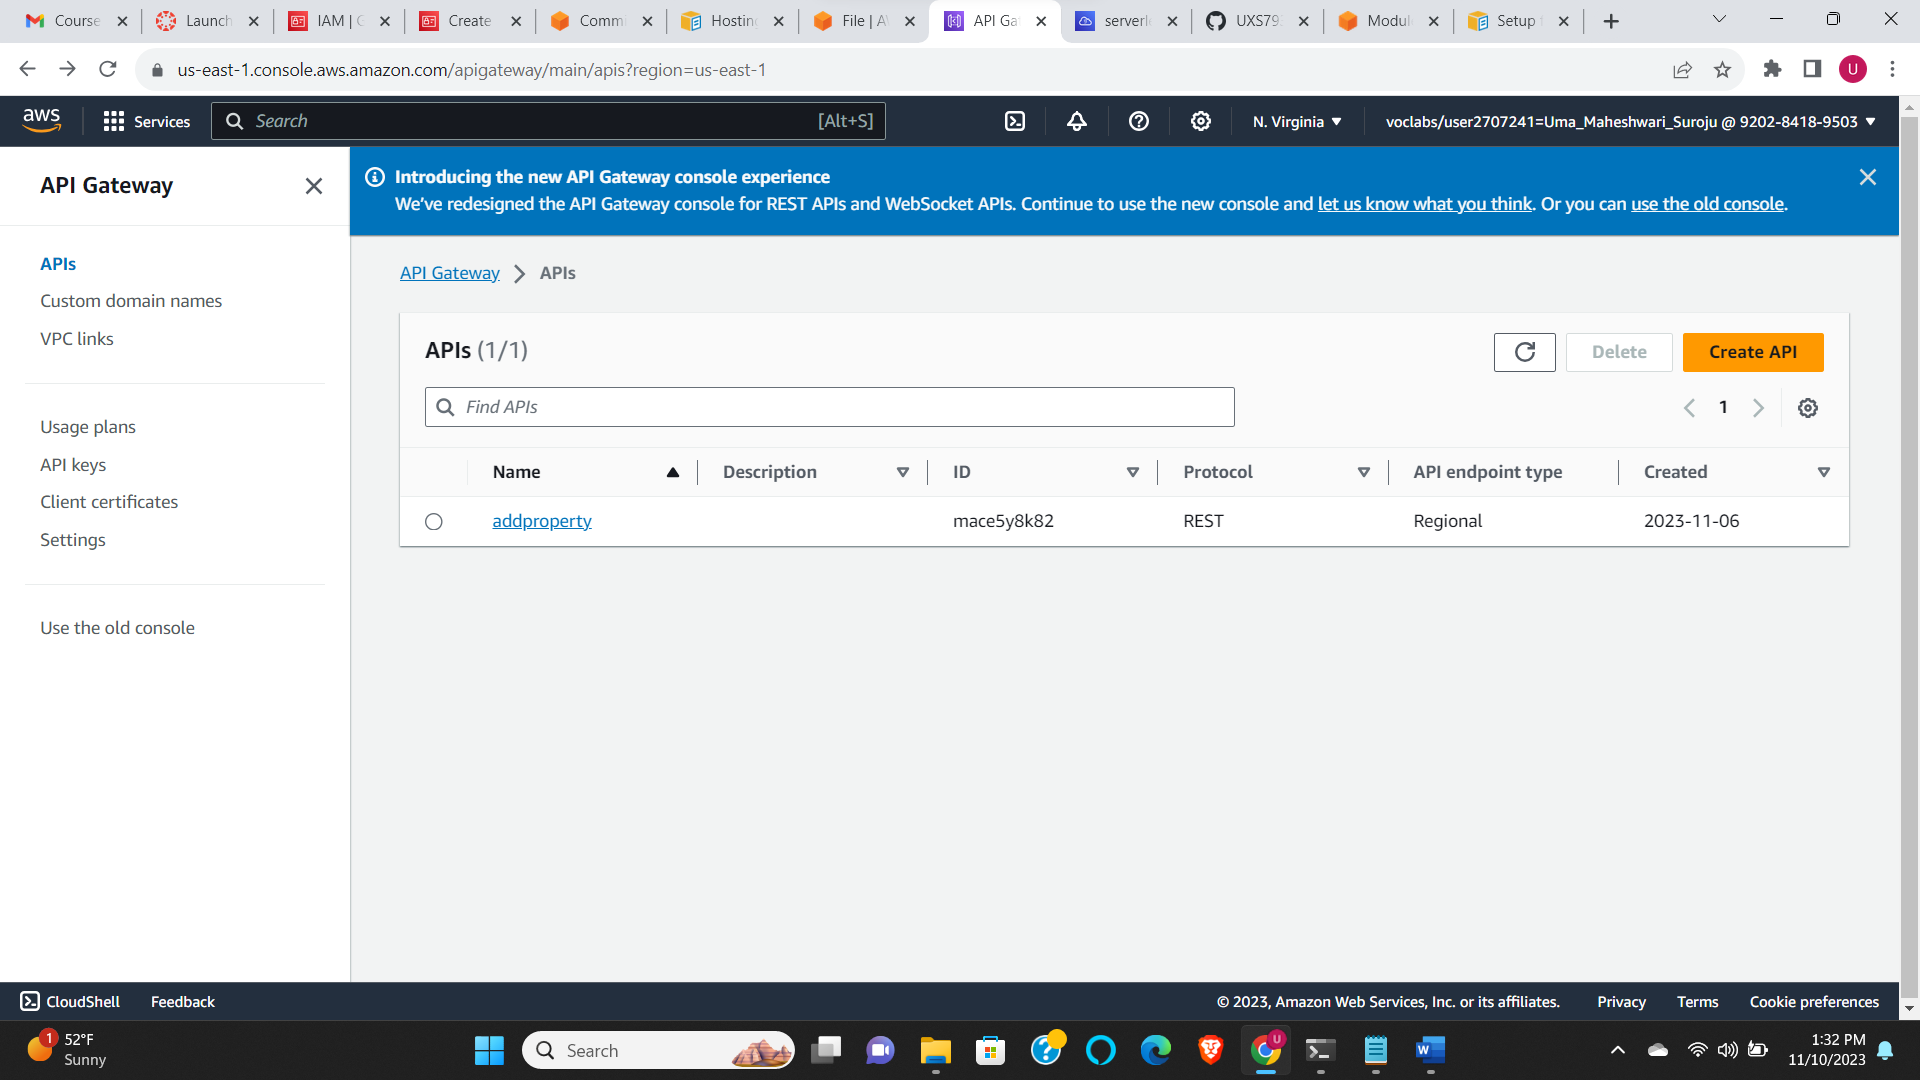 Course
Launch
IAM | G
Create
Commi
Hosting
File | A
API Ga
serverl
UXS79
Modul
Setup
us-east-1.console.aws.amazon.com/apigateway/main/apis?region=us-east-1
U
aws
Services
Search
[Alt+S]
N. Virginia
voclabs/user2707241=Uma_Maheshwari_Suroju @ 9202-8418-9503
API Gateway
APIs
Custom domain names
VPC links
Usage plans
API keys
Client certificates
Settings
Use the old console
Introducing the new API Gateway console experience
We've redesigned the API Gateway console for REST APIs and WebSocket APIs. Continue to use the new console and let us know what you think. Or you can use the old console.
API Gateway > APIs
APIs (1/1)
Delete
Create API
Find APIs
1
Name Description ID Protocol API endpoint type Created
addproperty mace5y8k82 REST Regional 2023-11-06
CloudShell
Feedback
© 2023, Amazon Web Services, Inc. or its affiliates.
Privacy
Terms
Cookie preferences
1
52°F
Sunny
Search
U
1:32 PM
11/10/2023